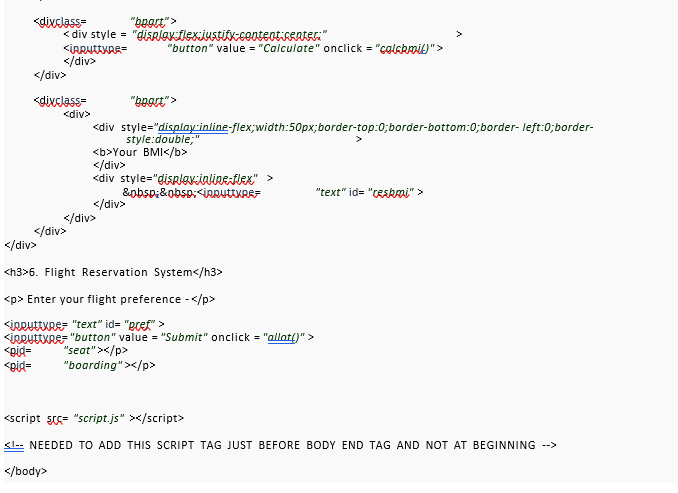 <divclass= "bpart">
< div style = "display:flex;justify-content:center;" >
<inputtype= "button" value = "Calculate" onclick = "calcbmi()" >
</div>
</div>
<divclass= "bpart">
<div>
<div style="display:inline-flex;width:50px;border-top:0;border-bottom:0;border- left:0;border-
style:double;" >
<b>Your BMI</b>
</div>
<div style="display:inline-flex" >
&nbsp;&nbsp;<inputtype= "text" id= "resbmi" >
</div>
</div>
</div>
</div>
<h3>6. Flight Reservation System</h3>
<p> Enter your flight preference -</p>
<inputtype= "text" id= "pref" >
<inputtype= "button" value = "Submit" onclick = "allot()" >
<pid= "seat"></p>
<pid= "boarding"></p>
<script src= "script.js" ></script>
<!-- NEEDED TO ADD THIS SCRIPT TAG JUST BEFORE BODY END TAG AND NOT AT BEGINNING -->
</body>